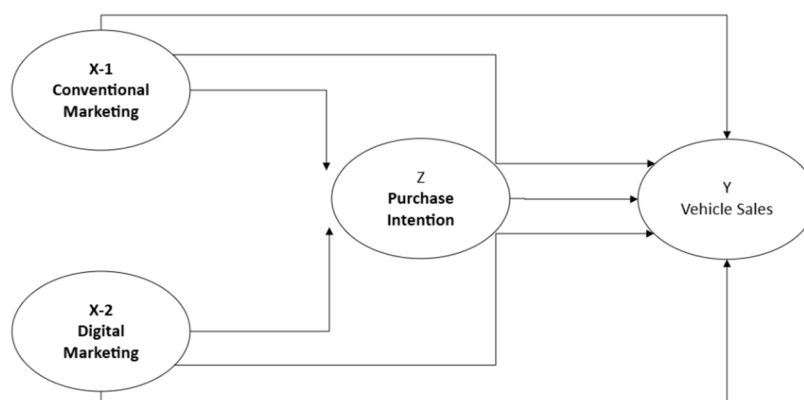 X-1
Conventional
Marketing
Z
Purchase
Intention
Y
Vehicle Sales
X-2
Digital
Marketing